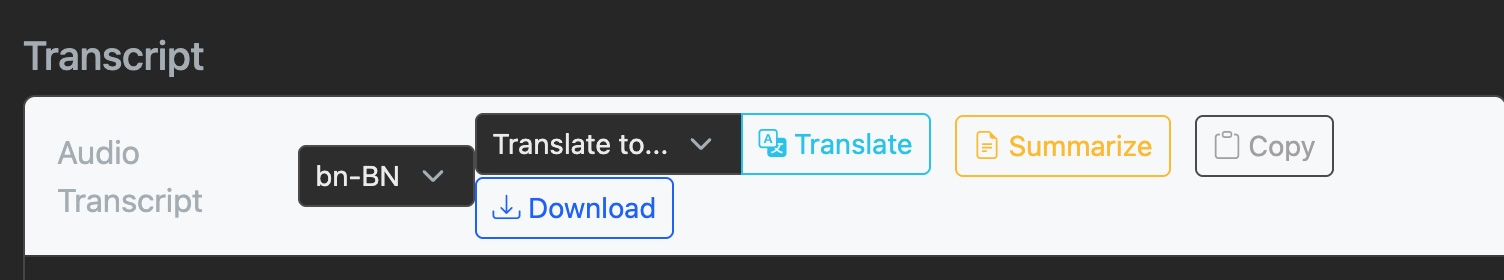 Transcript
Audio
Transcript
bn-BN
Translate to...
Translate
Summarize
Copy
Download